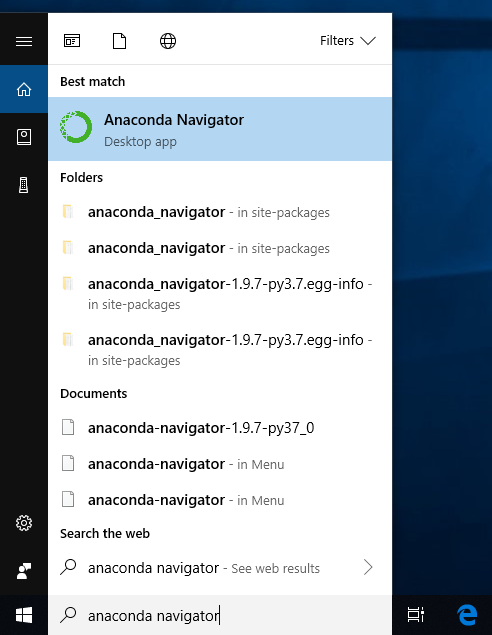 Filters
Best match
Anaconda Navigator
Desktop app
Folders
anaconda_navigator - in site-packages
anaconda_navigator - in site-packages
anaconda_navigator-1.9.7-py3.7.egg-info -
in site-packages
anaconda_navigator-1.9.7-py3.7.egg-info -
in site-packages
Documents
anaconda-navigator-1.9.7-py37_0
anaconda-navigator - in Menu
anaconda-navigator - in Menu
Search the web
anaconda navigator - See web results
anaconda navigator